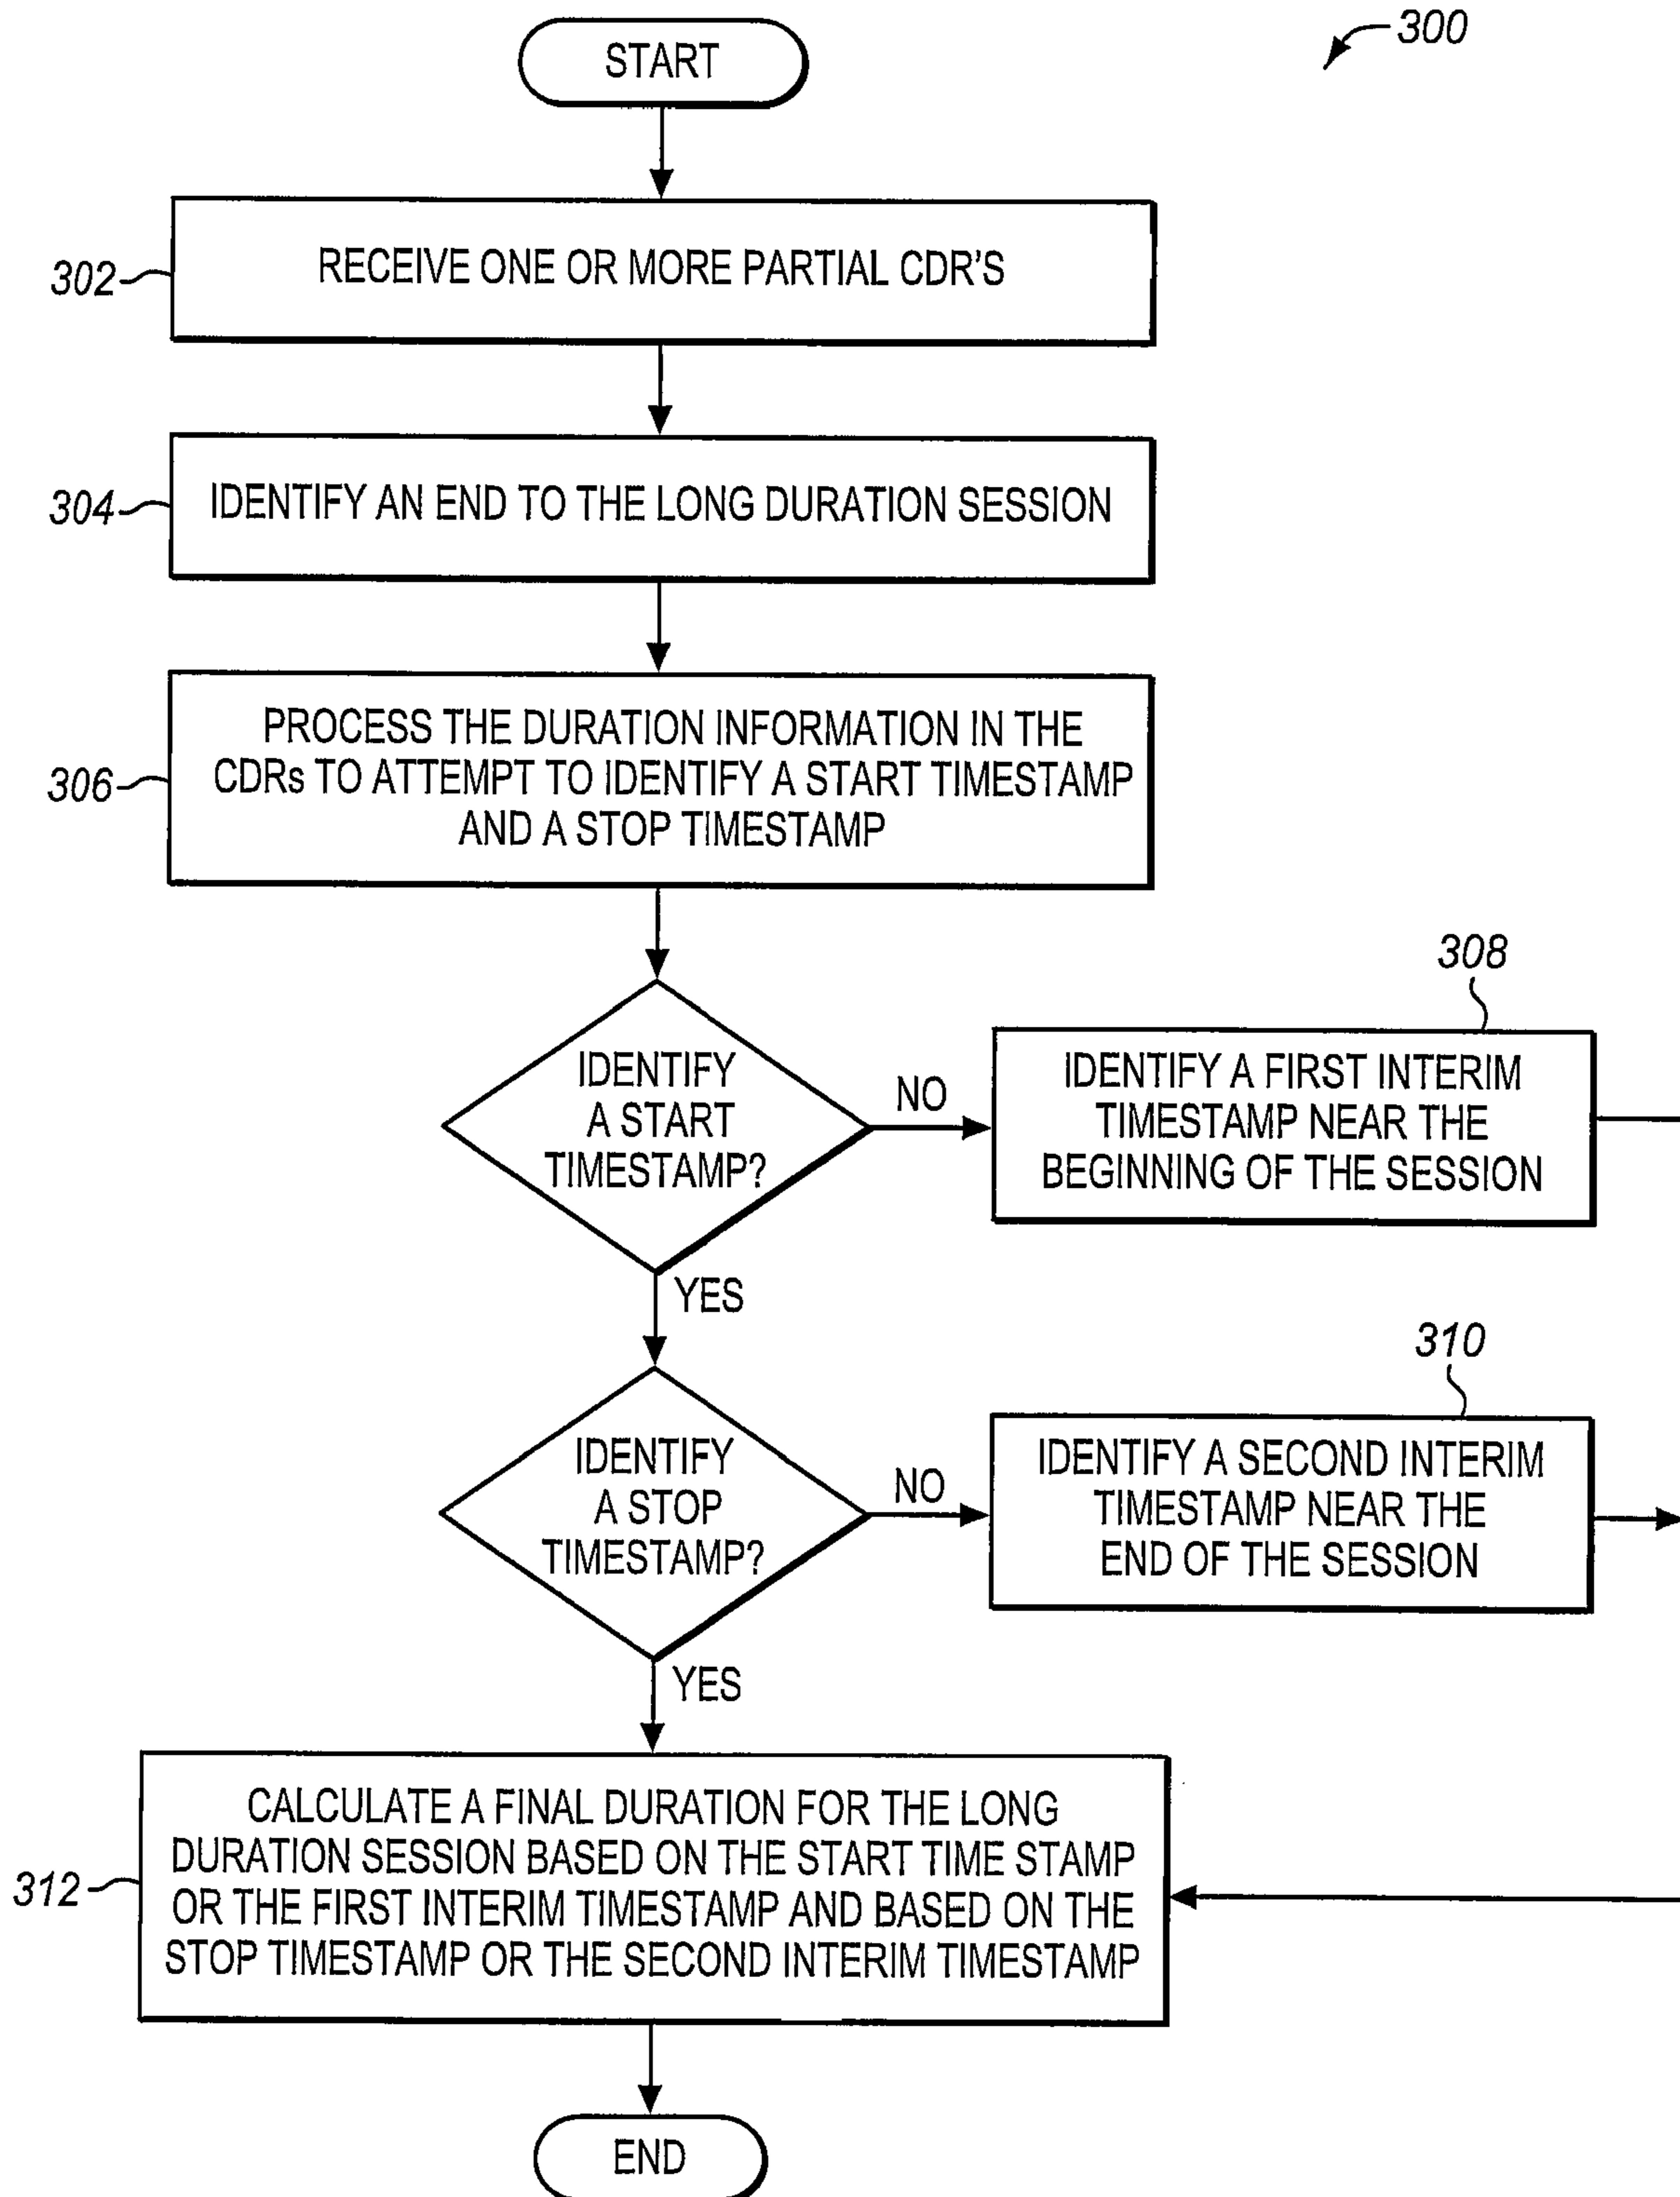 300
START
302
RECEIVE ONE OR MORE PARTIAL CDR'S
304
IDENTIFY AN END TO THE LONG DURATION SESSION
306
PROCESS THE DURATION INFORMATION IN THE
CDRs TO ATTEMPT TO IDENTIFY A START TIMESTAMP
AND A STOP TIMESTAMP
IDENTIFY
A START
TIMESTAMP?
NO
308
IDENTIFY A FIRST INTERIM
TIMESTAMP NEAR THE
BEGINNING OF THE SESSION
YES
IDENTIFY
A STOP
TIMESTAMP?
NO
310
IDENTIFY A SECOND INTERIM
TIMESTAMP NEAR THE
END OF THE SESSION
YES
312
CALCULATE A FINAL DURATION FOR THE LONG
DURATION SESSION BASED ON THE START TIME STAMP
OR THE FIRST INTERIM TIMESTAMP AND BASED ON THE
STOP TIMESTAMP OR THE SECOND INTERIM TIMESTAMP
END